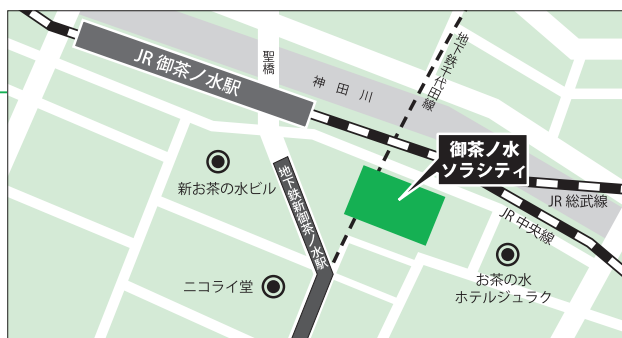 JR 御茶ノ水駅
聖橋
神田川
地下鉄千代田線
御茶ノ水
ソラシティ
新お茶の水ビル
地下鉄新御茶ノ水駅
JR 総武線
JR 中央線
ニコライ堂
お茶の水
ホテルジュラク